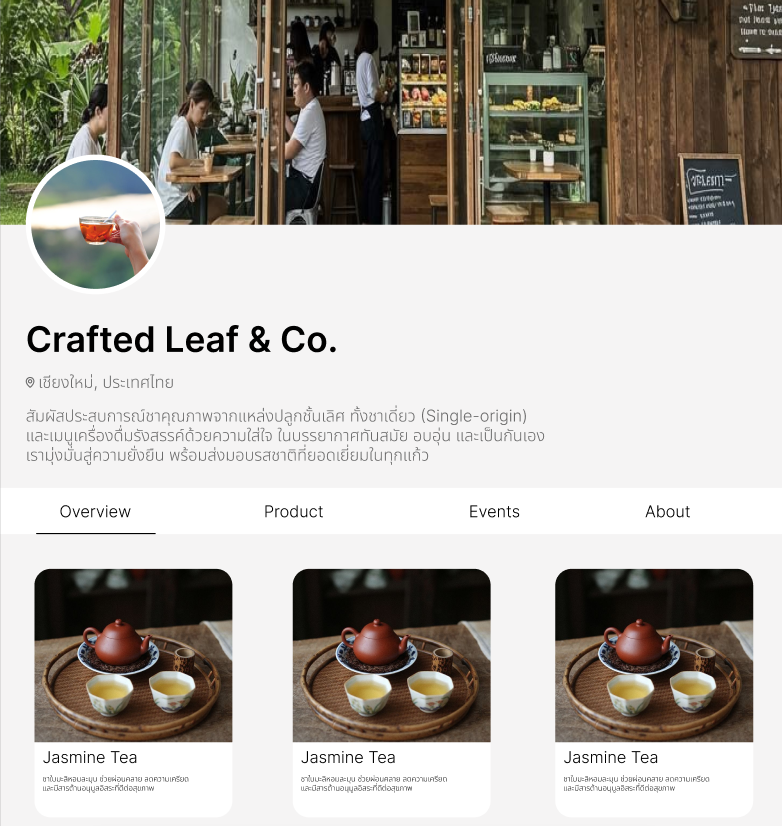 Crafted Leaf & Co.
เชียงใหม่, ประเทศไทย
สัมผัสประสบการณ์ชาคุณภาพจากแหล่งปลูกชั้นเลิศ ทั้งชาเดี่ยว (Single-origin)
และเมนูเครื่องดื่มรังสรรค์ด้วยความใส่ใจ ในบรรยากาศทันสมัย อบอุ่น และเป็นกันเอง
เรามุ่งมั่นสู่ความยั่งยืน พร้อมส่งมอบรสชาติที่ยอดเยี่ยมในทุกแก้ว
Overview Product Events About
Jasmine Tea Jasmine Tea Jasmine Tea
ชาใบมะลิหอมละมุน ช่วยผ่อนคลาย ลดความเครียด ชาใบมะลิหอมละมุน ช่วยผ่อนคลาย ลดความเครียด ชาใบมะลิหอมละมุน ช่วยผ่อนคลาย ลดความเครียด
และมีสารต้านอนุมูลอิสระที่ดีต่อสุขภาพ และมีสารต้านอนุมูลอิสระที่ดีต่อสุขภาพ และมีสารต้านอนุมูลอิสระที่ดีต่อสุขภาพ